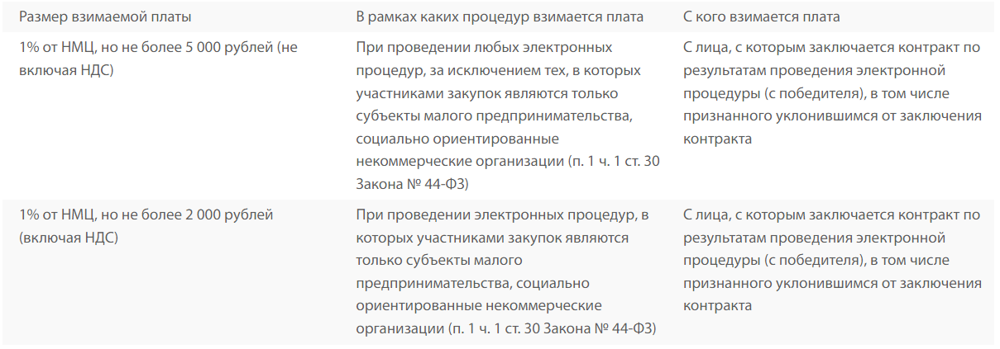 Размер взимаемой платы
В рамках каких процедур взимается плата
С кого взимается плата
1% от НМЦ, но не более 5 000 рублей (не
включая НДС)
При проведении любых электронных
процедур, за исключением тех, в которых
участниками закупок являются только
субъекты малого предпринимательства,
социально ориентированные
некоммерческие организации (п. 1 ч. 1 ст. 30
Закона № 44-ФЗ)
С лица, с которым заключается контракт по
результатам проведения электронной
процедуры (с победителя), в том числе
признанного уклонившимся от заключения
контракта
1% от НМЦ, но не более 2 000 рублей
(включая НДС)
При проведении электронных процедур, в
которых участниками закупок являются
только субъекты малого
предпринимательства, социально
ориентированные некоммерческие
организации (п. 1 ч. 1 ст. 30 Закона № 44-ФЗ)
С лица, с которым заключается контракт по
результатам проведения электронной
процедуры (с победителя), в том числе
признанного уклонившимся от заключения
контракта